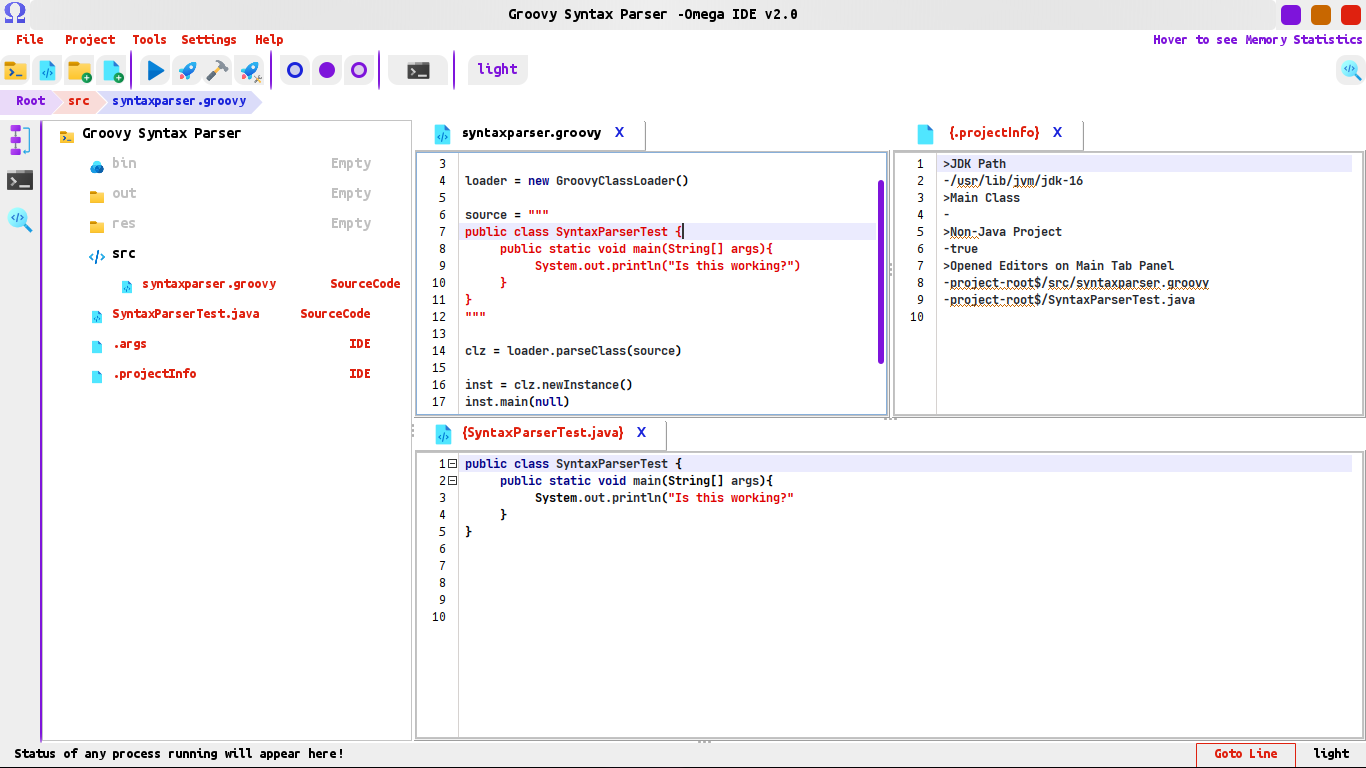 Groovy Syntax Parser -Omega IDE v2.0
File Project Tools Settings Help
Hover to see Memory Statistics
light
Root src syntaxparser.groovy
Groovy Syntax Parser
bin Empty
out Empty
res Empty
src
syntaxparser.groovy SourceCode
SyntaxParserTest.java SourceCode
.args IDE
.projectInfo IDE
syntaxparser.groovy X
3
4 loader = new GroovyClassLoader()
5
6 source = """
7 public class SyntaxParserTest {
8 public static void main(String[] args){
9 System.out.println("Is this working?")
10 }
11 }
12 """
13
14 clz = loader.parseClass(source)
15
16 inst = clz.newInstance()
17 inst.main(null)
{.projectInfo} X
1 >JDK Path
2 -/usr/lib/jvm/jdk-16
3 >Main Class
4 -
5 >Non-Java Project
6 -true
7 >Opened Editors on Main Tab Panel
8 -project-root$/src/syntaxparser.groovy
9 -project-root$/SyntaxParserTest.java
10
{SyntaxParserTest.java} X
1 public class SyntaxParserTest {
2 public static void main(String[] args){
3 System.out.println("Is this working?"
4 }
5 }
6
7
8
9
10
Status of any process running will appear here!
Goto Line light